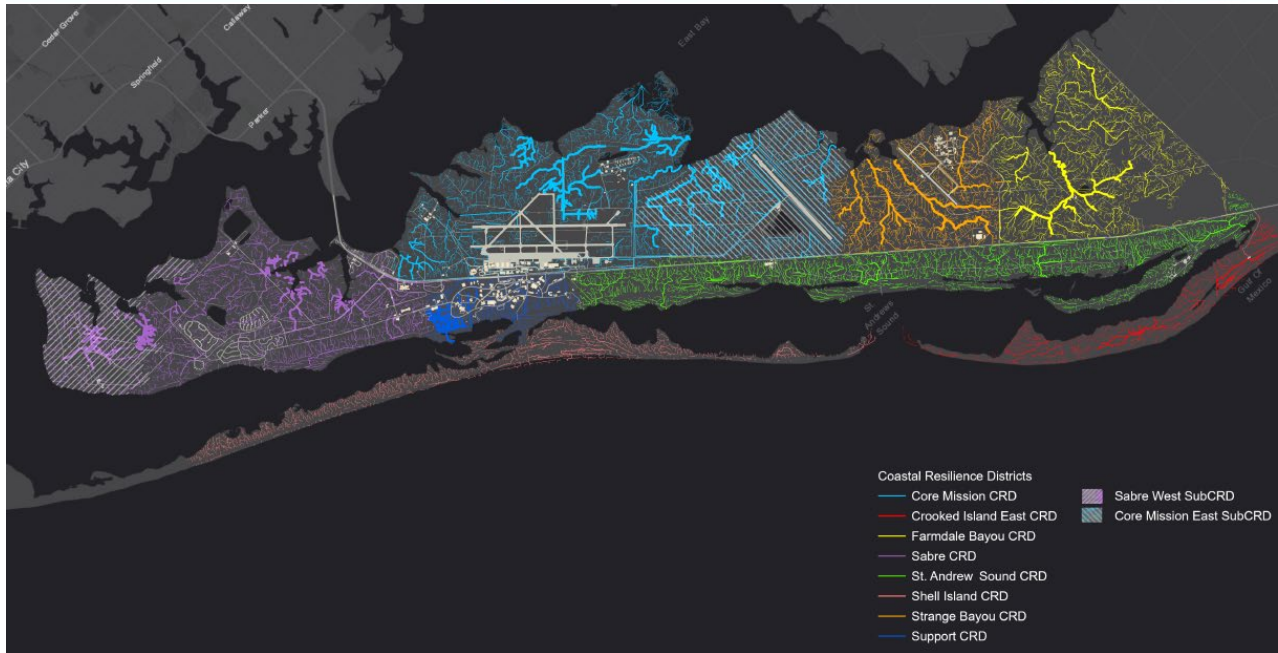 Cedar Grove
Callaway
East Bay
Springfield
Parker
ma City
St.
Andrews
Sound
Gulf Of
Mexico
Coastal Resilience Districts
Core Mission CRD
Crooked Island East CRD
Farmdale Bayou CRD
Sabre CRD
St. Andrew Sound CRD
Shell Island CRD
Strange Bayou CRD
Support CRD
Sabre West SubCRD
Core Mission East SubCRD